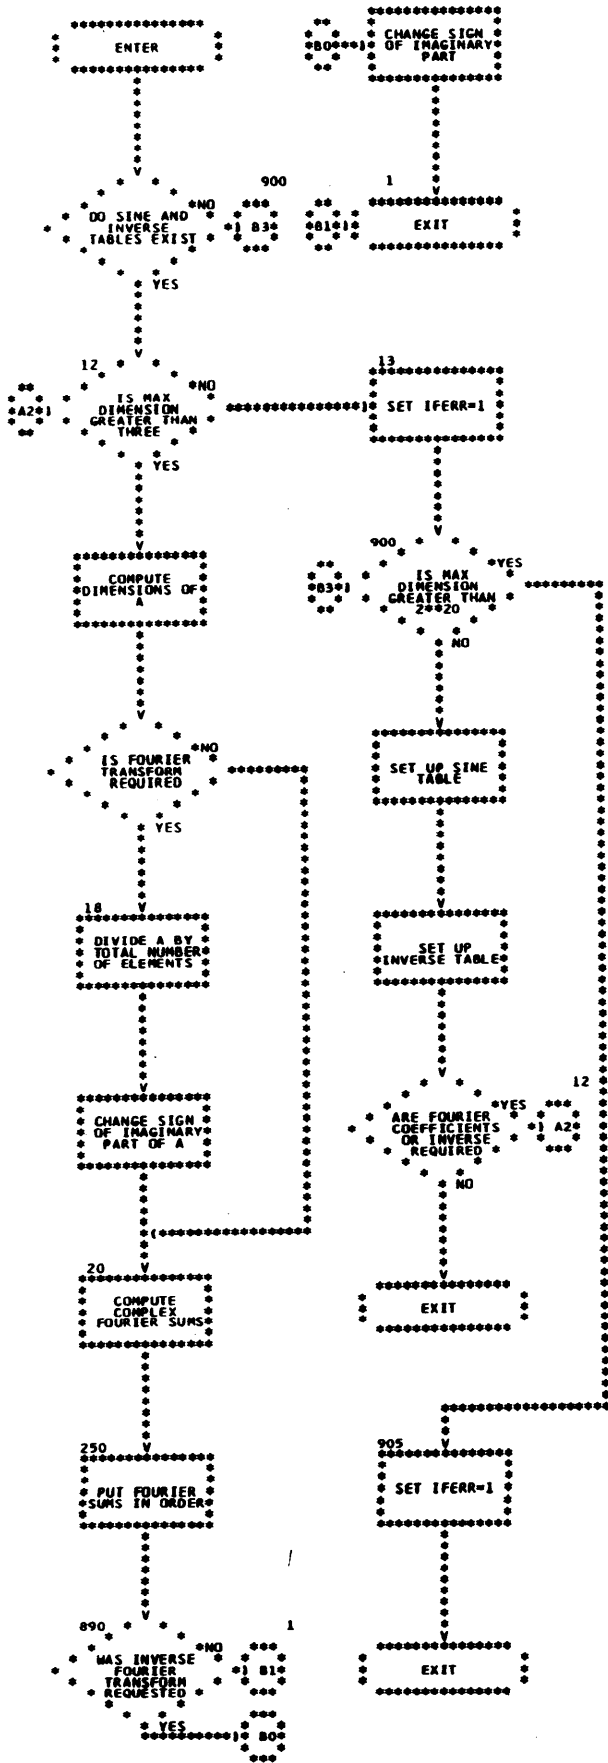 ENTER
DO SINE AND
INVERSE
TABLES EXIST
NO
900
B3
YES
12
A2
IS MAX
DIMENSION
GREATER THAN
THREE
NO
YES
COMPUTE
DIMENSIONS OF
A
IS FOURIER
TRANSFORM
REQUIRED
NO
YES
18
DIVIDE A BY
TOTAL NUMBER
OF ELEMENTS
CHANGE SIGN
OF IMAGINARY
PART OF A
20
COMPUTE
COMPLEX
FOURIER SUMS
250
PUT FOURIER
SUMS IN ORDER
890
WAS INVERSE
FOURIER
TRANSFORM
REQUESTED
NO
1
B1
YES
B0
B0
CHANGE SIGN
OF IMAGINARY
PART
1
B1
EXIT
13
SET IFERR=1
900
B3
IS MAX
DIMENSION
GREATER THAN
2**20
YES
NO
SET UP SINE
TABLE
SET UP
INVERSE TABLE
ARE FOURIER
COEFFICIENTS
OR INVERSE
REQUIRED
YES
12
A2
NO
EXIT
905
SET IFERR=1
EXIT